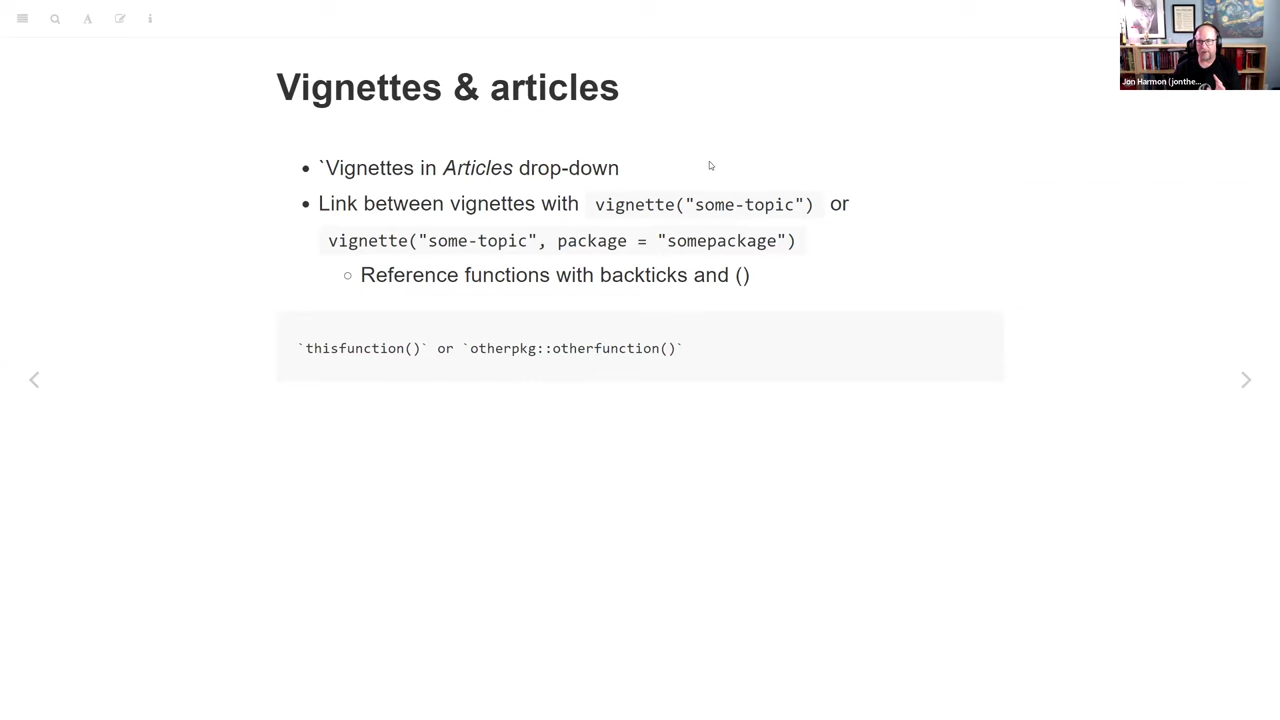 Jon Harmon (jonthe...
Vignettes & articles
• `Vignettes in Articles drop-down
• Link between vignettes with vignette("some-topic") or
vignette("some-topic", package = "somepackage")
○ Reference functions with backticks and ()
`thisfunction()` or `otherpkg::otherfunction()`